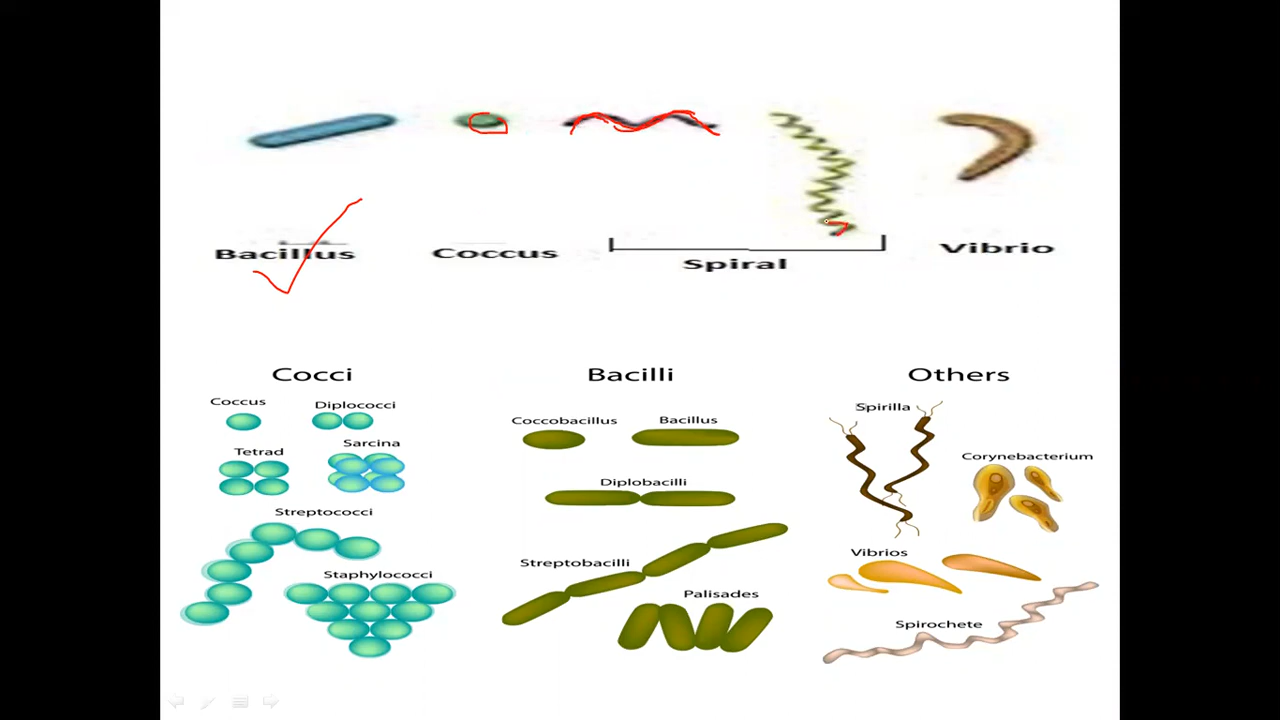 Bacillus
Coccus
Spiral
Vibrio
Cocci
Bacilli
Others
Coccus
Diplococci
Tetrad
Sarcina
Streptococci
Staphylococci
Coccobacillus
Bacillus
Diplobacilli
Streptobacilli
Palisades
Spirilla
Corynebacterium
Vibrios
Spirochete